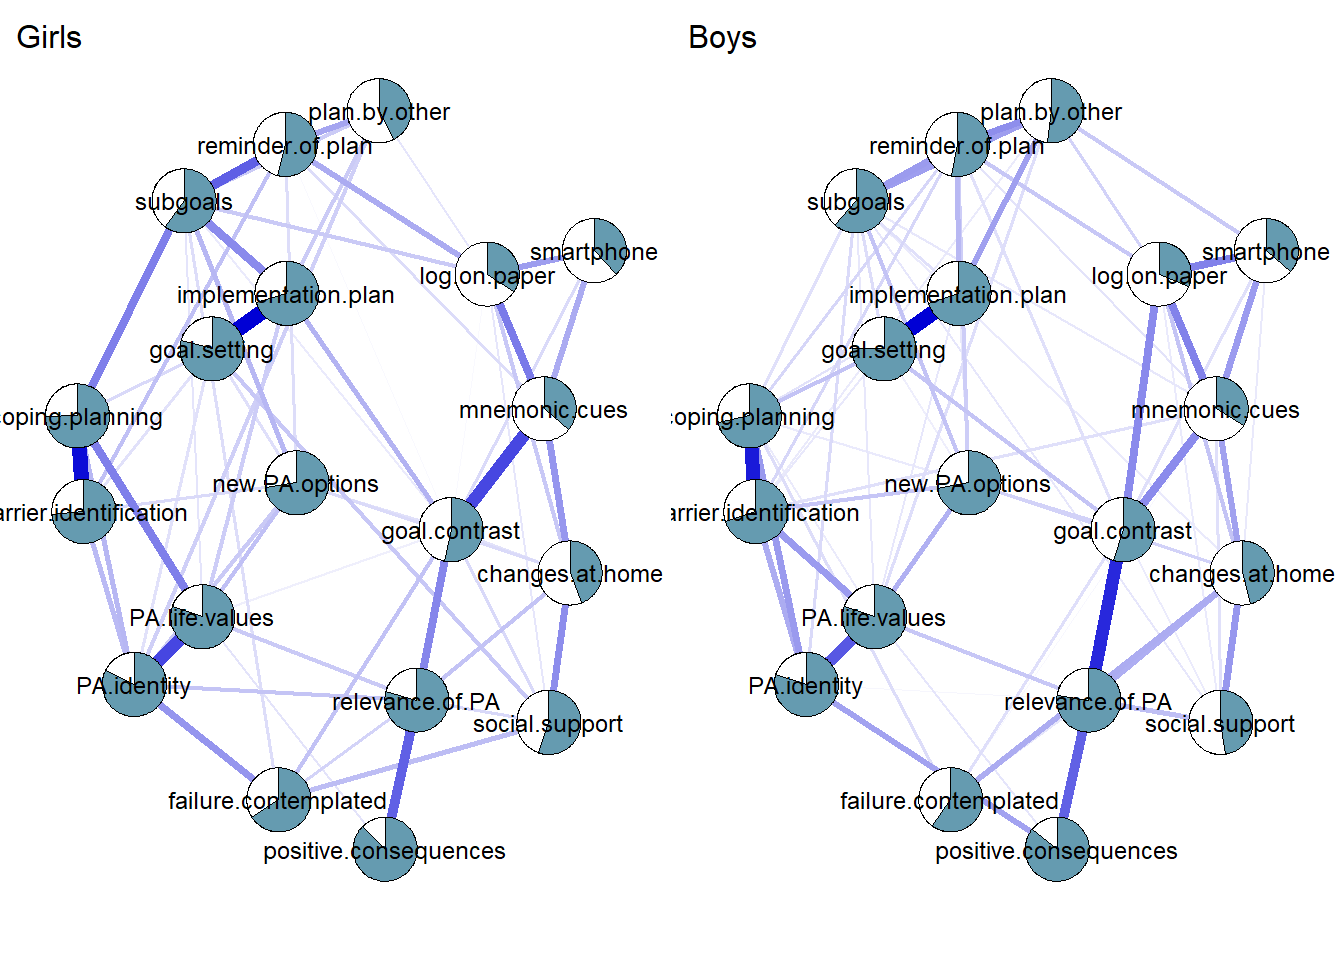 Girls
plan.by.other
reminder.of.plan
subgoals
smartphone
log.on.paper
implementation.plan
goal.setting
mnemonic.cues
coping.planning
new.PA.options
arrier.identification
goal.contrast
changes.at.home
PA.life.values
PA.identity
relevance.of.PA
social.support
failure.contemplated
positive.consequences
Boys
plan.by.other
reminder.of.plan
subgoals
smartphone
log.on.paper
implementation.plan
goal.setting
mnemonic.cues
coping.planning
new.PA.options
arrier.identification
goal.contrast
changes.at.home
PA.life.values
PA.identity
relevance.of.PA
social.support
failure.contemplated
positive.consequences